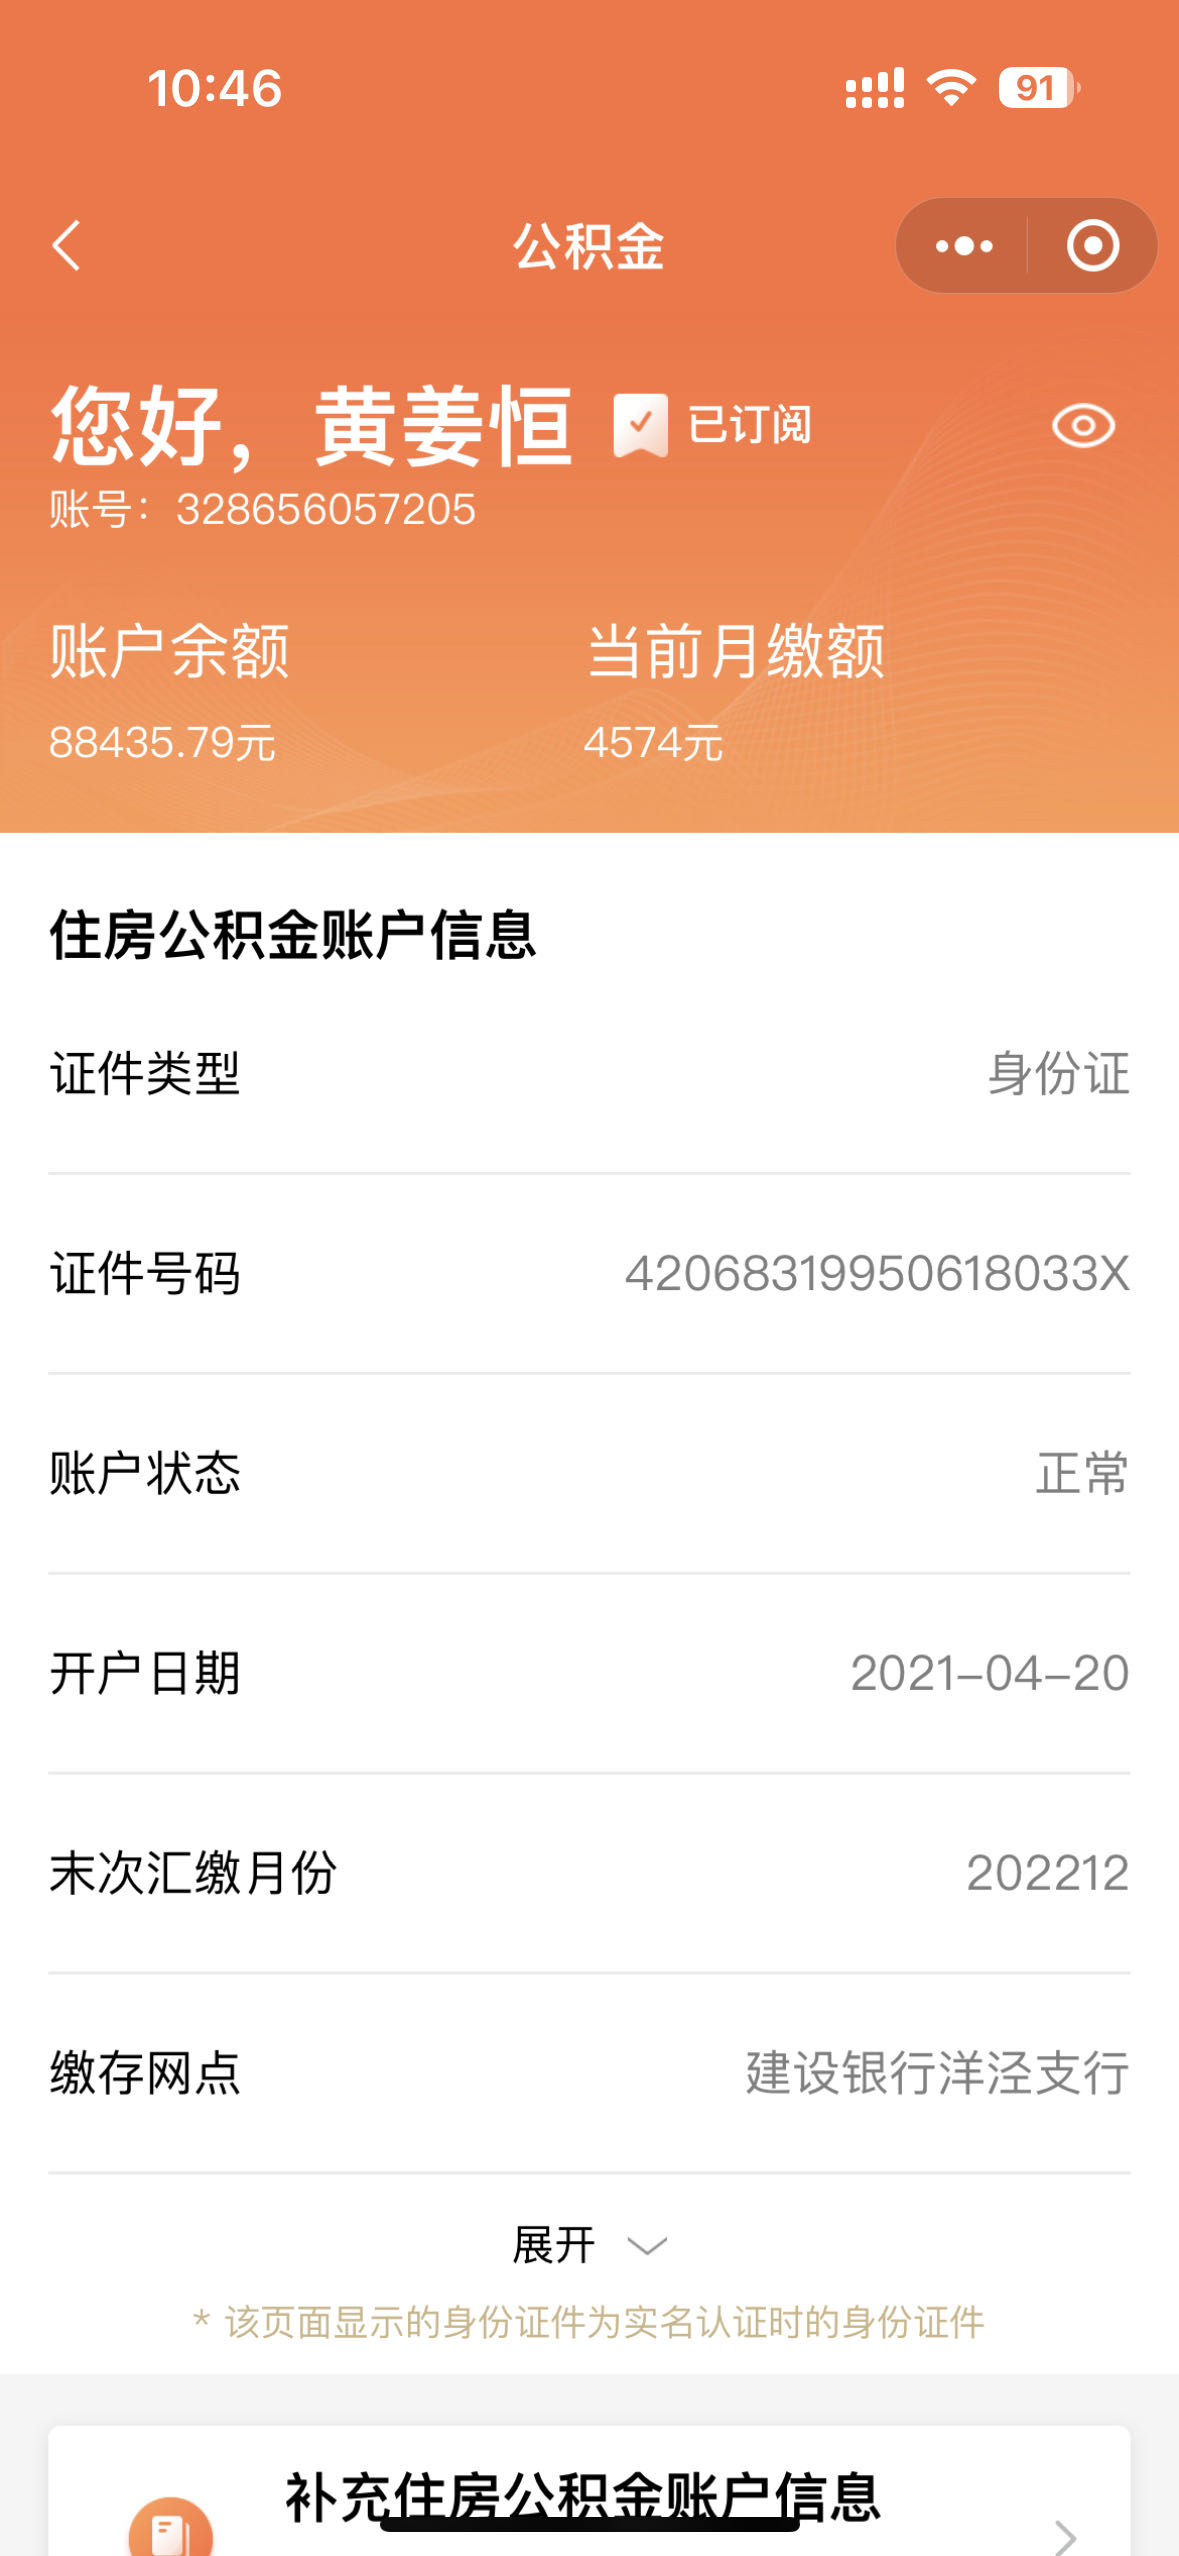 10:46
91
公积金
您好，黄姜恒 已订阅
账号：328656057205
账户余额 当前月缴额
88435.79元 4574元
住房公积金账户信息
证件类型 身份证
证件号码 42068319950618033X
账户状态 正常
开户日期 2021-04-20
末次汇缴月份 202212
缴存网点 建设银行洋泾支行
展开
* 该页面显示的身份证件为实名认证时的身份证件
补充住房公积金账户信息